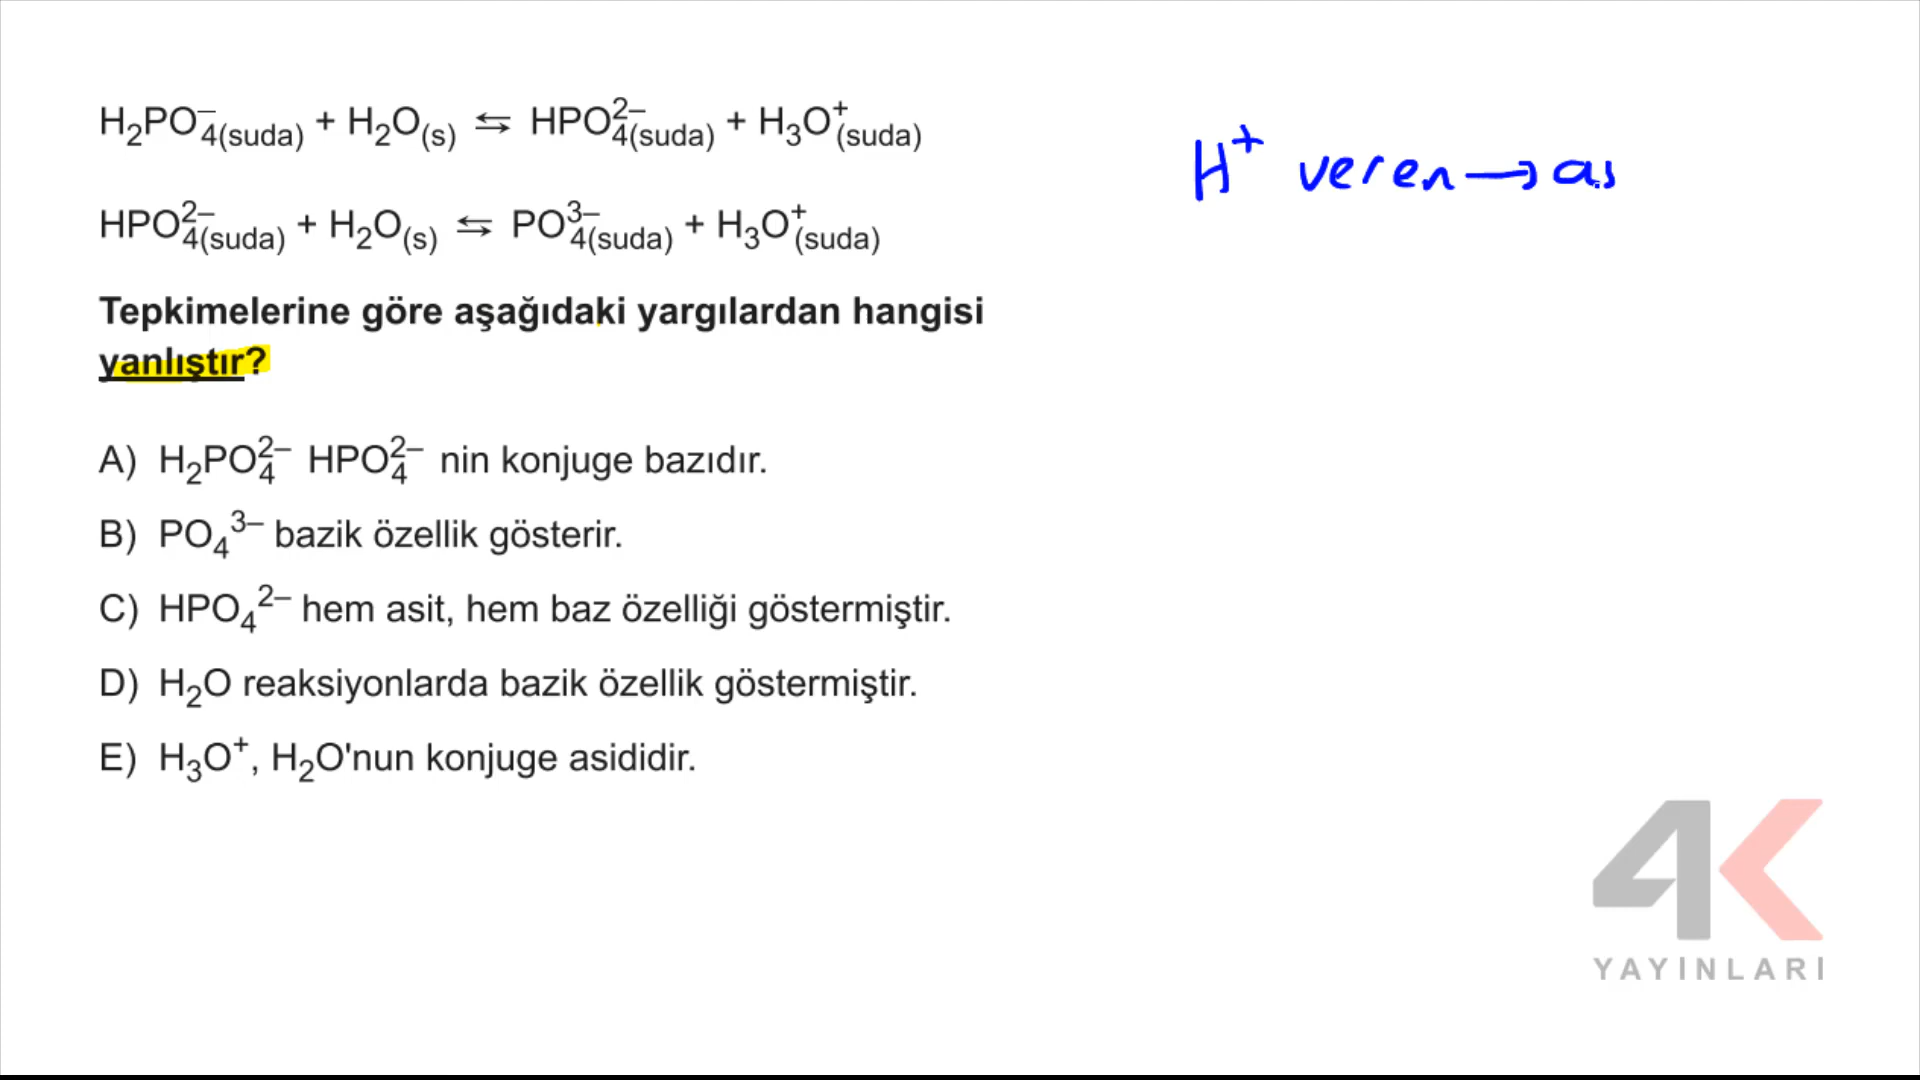 H₂PO₄⁻(suda) + H₂O(s) ⇆ HPO₄²⁻(suda) + H₃O⁺(suda)
HPO₄²⁻(suda) + H₂O(s) ⇆ PO₄³⁻(suda) + H₃O⁺(suda)
H⁺ veren → as
Tepkimelerine göre aşağıdaki yargılardan hangisi
yanlıştır?
A) H₂PO₄²⁻ HPO₄²⁻ nin konjuge bazıdır.
B) PO₄³⁻ bazik özellik gösterir.
C) HPO₄²⁻ hem asit, hem baz özelliği göstermiştir.
D) H₂O reaksiyonlarda bazik özellik göstermiştir.
E) H₃O⁺, H₂O'nun konjuge asididir.
4K
YAYINLARI